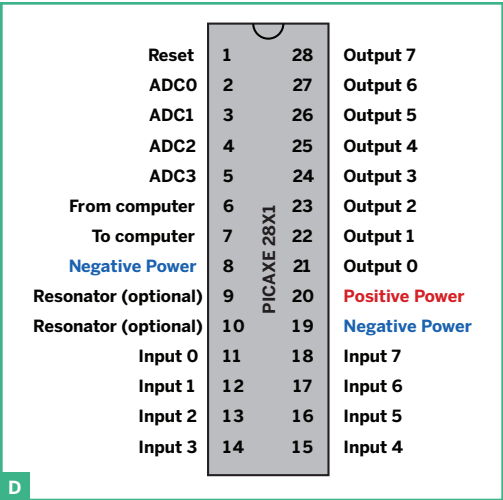 Reset 1 28 Output 7
ADC0 2 27 Output 6
ADC1 3 26 Output 5
ADC2 4 25 Output 4
ADC3 5 24 Output 3
From computer 6 23 Output 2
To computer 7 22 Output 1
Negative Power 8 21 Output 0
Resonator (optional) 9 20 Positive Power
Resonator (optional) 10 19 Negative Power
Input 0 11 18 Input 7
Input 1 12 17 Input 6
Input 2 13 16 Input 5
Input 3 14 15 Input 4
PICAXE 28X1
D